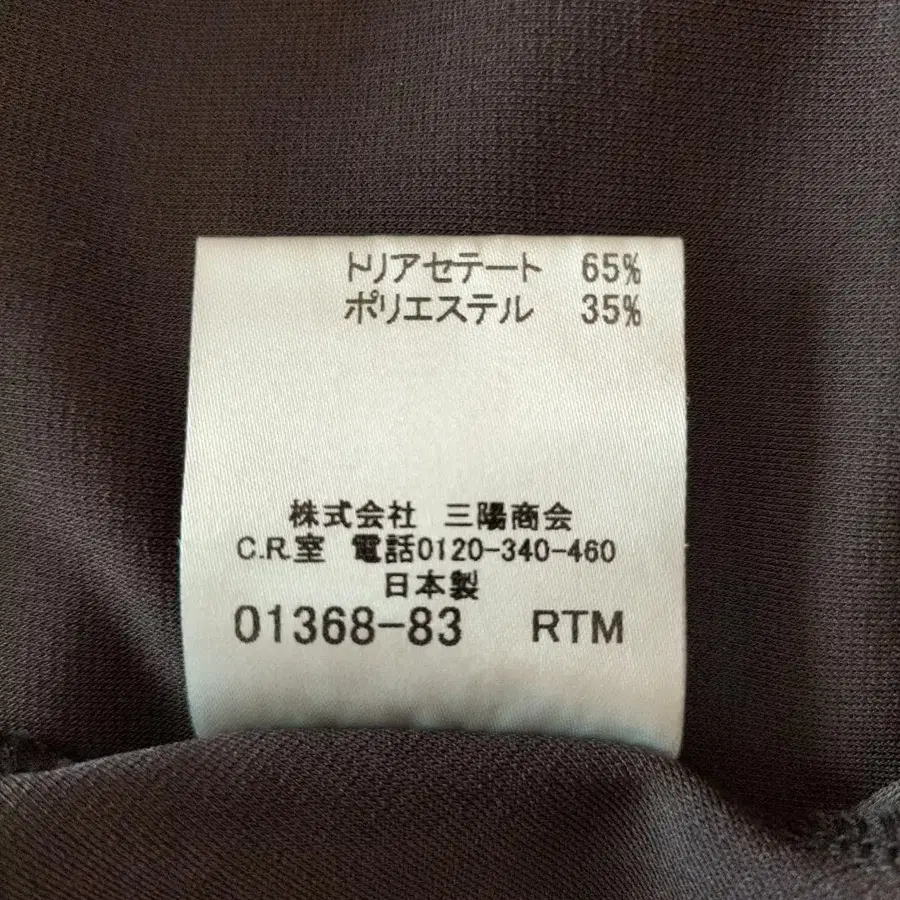 トリアセテート 65%
ポリエステル 35%
株式会社 三陽商会
C.R.室 電話0120-340-460
日本製
01368-83 RTM